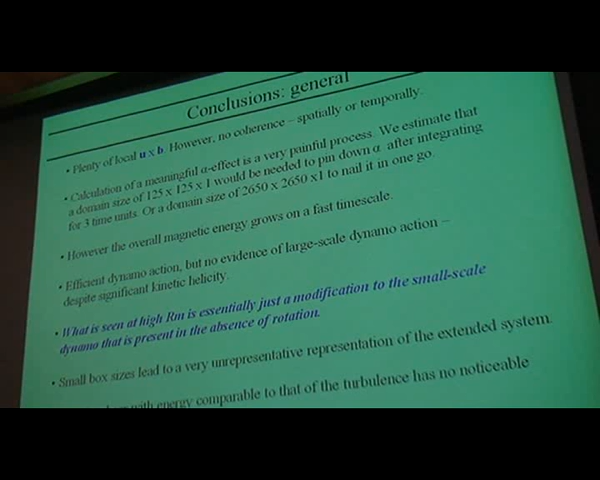 Conclusions: general
• Plenty of local u x b. However, no coherence – spatially or temporally.
• Calculation of a meaningful α-effect is a very painful process. We estimate that
a domain size of 125 x 125 x 1 would be needed to pin down α after integrating
for 3 time units. Or a domain size of 2650 x 2650 x1 to nail it in one go.
• However the overall magnetic energy grows on a fast timescale.
• Efficient dynamo action, but no evidence of large-scale dynamo action –
despite significant kinetic helicity.
• What is seen at high Rm is essentially just a modification to the small-scale
dynamo that is present in the absence of rotation.
• Small box sizes lead to a very unrepresentative representation of the extended system.
with energy comparable to that of the turbulence has no noticeable